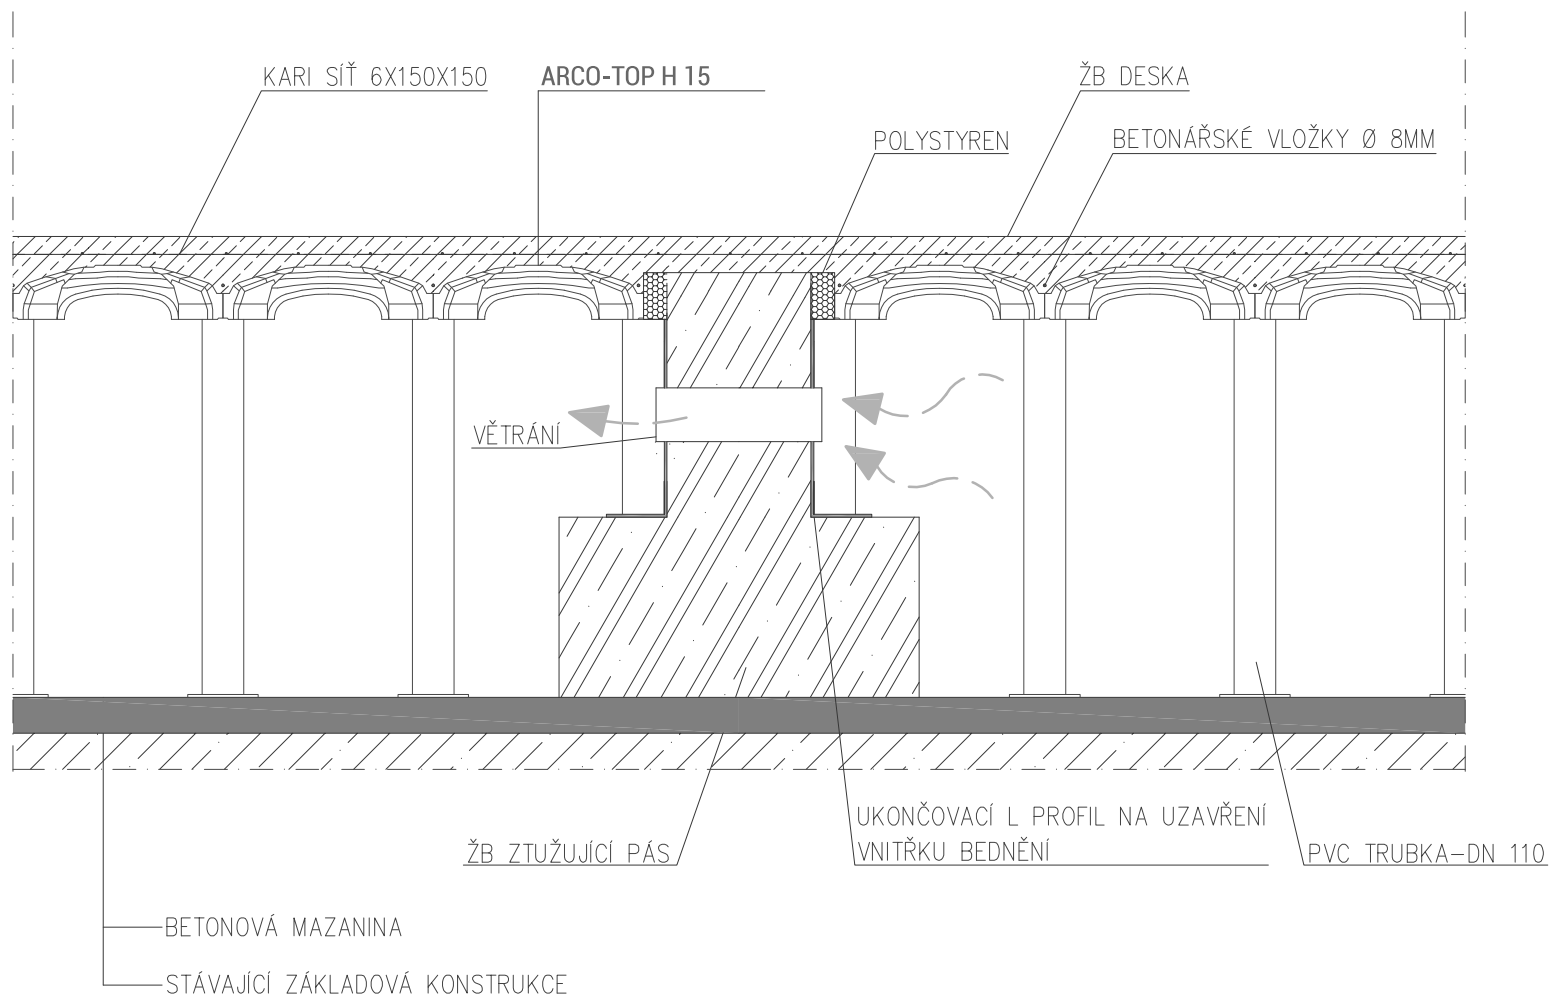 KARI SÍŤ 6X150X150
ARCO-TOP H 15
ŽB DESKA
POLYSTYREN
BETONÁŘSKÉ VLOŽKY Ø 8MM
VĚTRÁNÍ
UKONČOVACÍ L PROFIL NA UZAVŘENÍ
VNITŘKU BEDNĚNÍ
ŽB ZTUŽUJÍCÍ PÁS
PVC TRUBKA-DN 110
BETONOVÁ MAZANINA
STÁVAJÍCÍ ZÁKLADOVÁ KONSTRUKCE